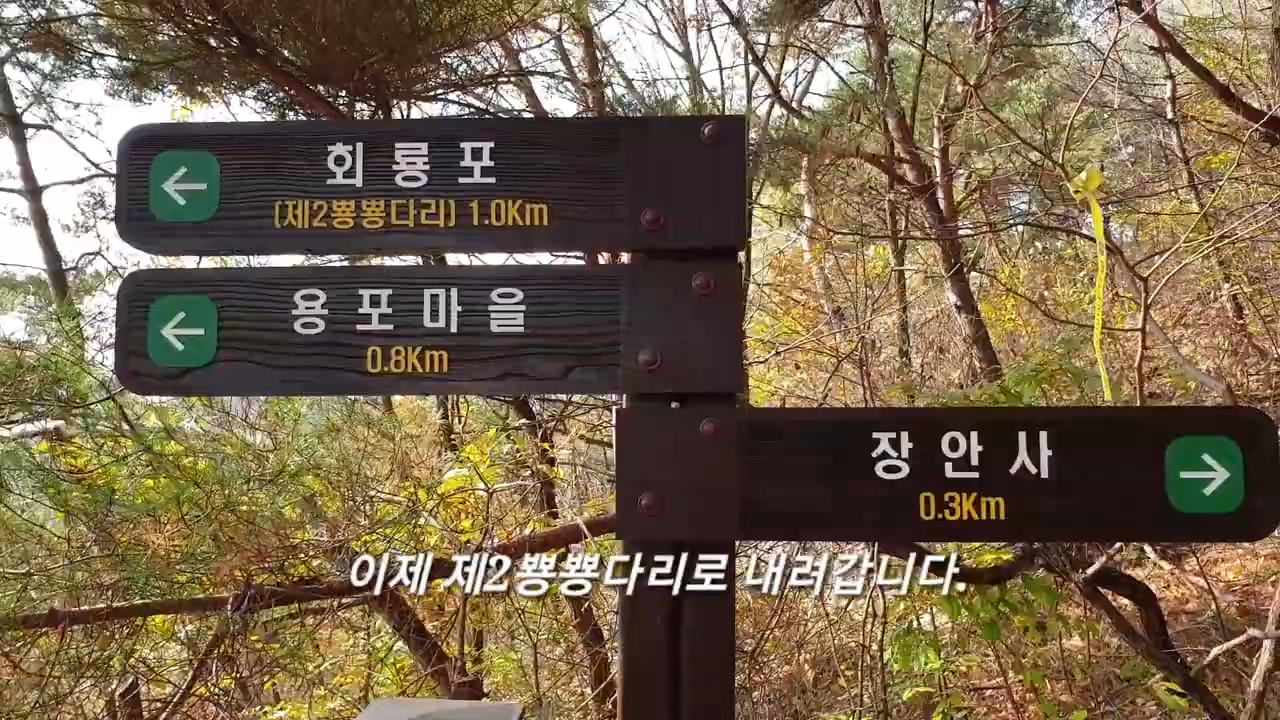 회룡포
(제2뿅뿅다리) 1.0Km
용포마을
0.8Km
장안사
0.3Km
이제 제2뿅뿅다리로 내려갑니다.